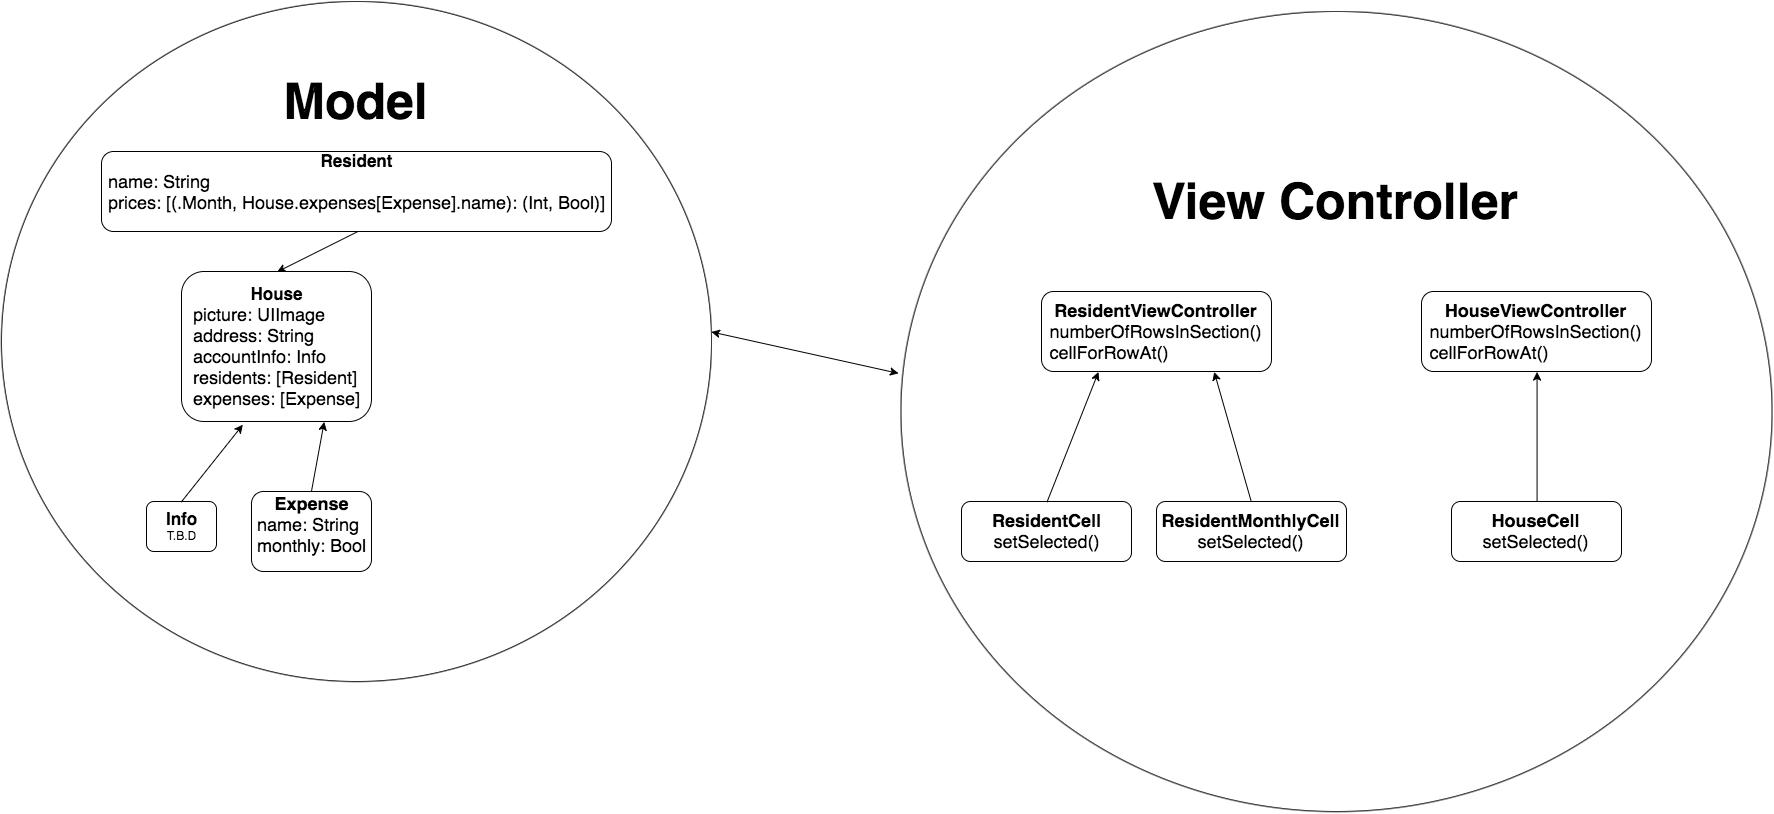 Model
Resident
name: String
prices: [(.Month, House.expenses[Expense].name): (Int, Bool)]
House
picture: UIImage
address: String
accountInfo: Info
residents: [Resident]
expenses: [Expense]
Info
T.B.D
Expense
name: String
monthly: Bool
View Controller
ResidentViewController
numberOfRowsInSection()
cellForRowAt()
HouseViewController
numberOfRowsInSection()
cellForRowAt()
ResidentCell
setSelected()
ResidentMonthlyCell
setSelected()
HouseCell
setSelected()